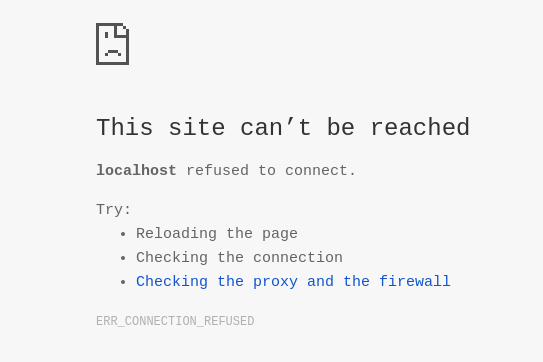 This site can’t be reached
localhost refused to connect.
Try:
• Reloading the page
• Checking the connection
• Checking the proxy and the firewall
ERR_CONNECTION_REFUSED